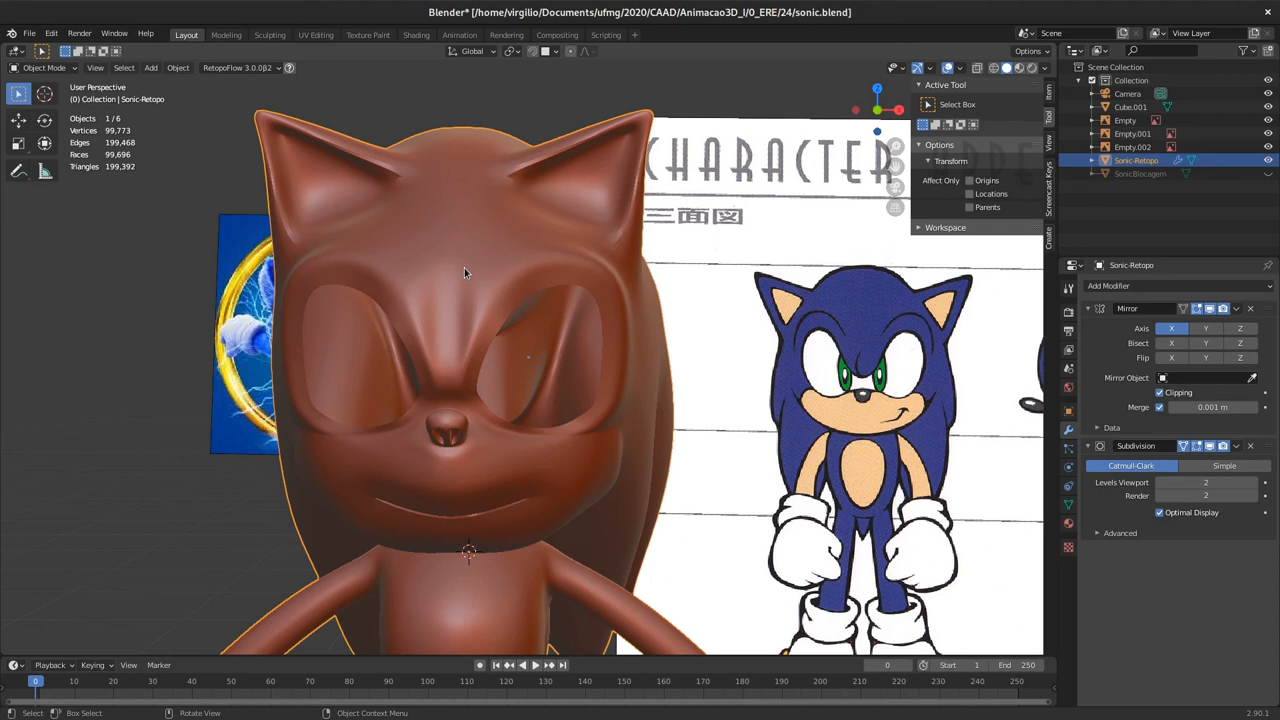 Blender* [/home/virgilio/Documents/ufmg/2020/CAAD/Animacao3D_I/0_ERE/24/sonic.blend]
File Edit Render Window Help
Layout Modeling Sculpting UV Editing Texture Paint Shading Animation Rendering Compositing Scripting +
Scene
View Layer
Global
Options
Object Mode View Select Add Object RetopoFlow 3.0.0β2
User Perspective
(0) Collection | Sonic-Retopo
Objects 1 / 6
Vertices 99,773
Edges 199,468
Faces 99,696
Triangles 199,392
Z
X
CHARACTER
三面図
Active Tool
Select Box
Options
Transform
Affect Only Origins
Locations
Parents
Workspace
Item
Tool
View
Screencast Keys
Create
Scene Collection
Collection
Camera
Cube.001
Empty
Empty.001
Empty.002
Sonic-Retopo
SonicBlocagem
Sonic-Retopo
Add Modifier
Mirror
Axis X Y Z
Bisect X Y Z
Flip X Y Z
Mirror Object
Clipping
Merge 0.001 m
Data
Subdivision
Catmull-Clark Simple
Levels Viewport 2
Render 2
Optimal Display
Advanced
Playback Keying View Marker
0 Start 1 End 250
0 10 20 30 40 50 60 70 80 90 100 110 120 130 140 150 160 170 180 190 200 210 220 230 240 250
Select Box Select Rotate View Object Context Menu 2.90.1